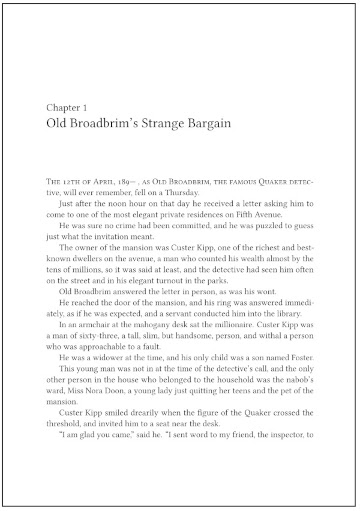 Chapter 1
Old Broadbrim's Strange Bargain
The 12th of April, 189—, as Old Broadbrim, the famous Quaker detec-
tive, will ever remember, fell on a Thursday.
Just after the noon hour on that day he received a letter asking him to
come to one of the most elegant private residences on Fifth Avenue.
He was sure no crime had been committed, and he was puzzled to guess
just what the invitation meant.
The owner of the mansion was Custer Kipp, one of the richest and best-
known dwellers on the avenue, a man who counted his wealth almost by the
tens of millions, so it was said at least, and the detective had seen him often
on the street and in his elegant turnout in the parks.
Old Broadbrim answered the letter in person, as was his wont.
He reached the door of the mansion, and his ring was answered immedi-
ately, as if he was expected, and a servant conducted him into the library.
In an armchair at the mahogany desk sat the millionaire. Custer Kipp was
a man of sixty-three, a tall, slim, but handsome, person, and withal a person
who was approachable to a fault.
He was a widower at the time, and his only child was a son named Foster.
This young man was not in at the time of the detective's call, and the only
other person in the house who belonged to the household was the nabob's
ward, Miss Nora Doon, a young lady just quitting her teens and the pet of the
mansion.
Custer Kipp smiled drearily when the figure of the Quaker crossed the
threshold, and invited him to a seat near the desk.
"I am glad you came," said he. "I sent word to my friend, the inspector, to